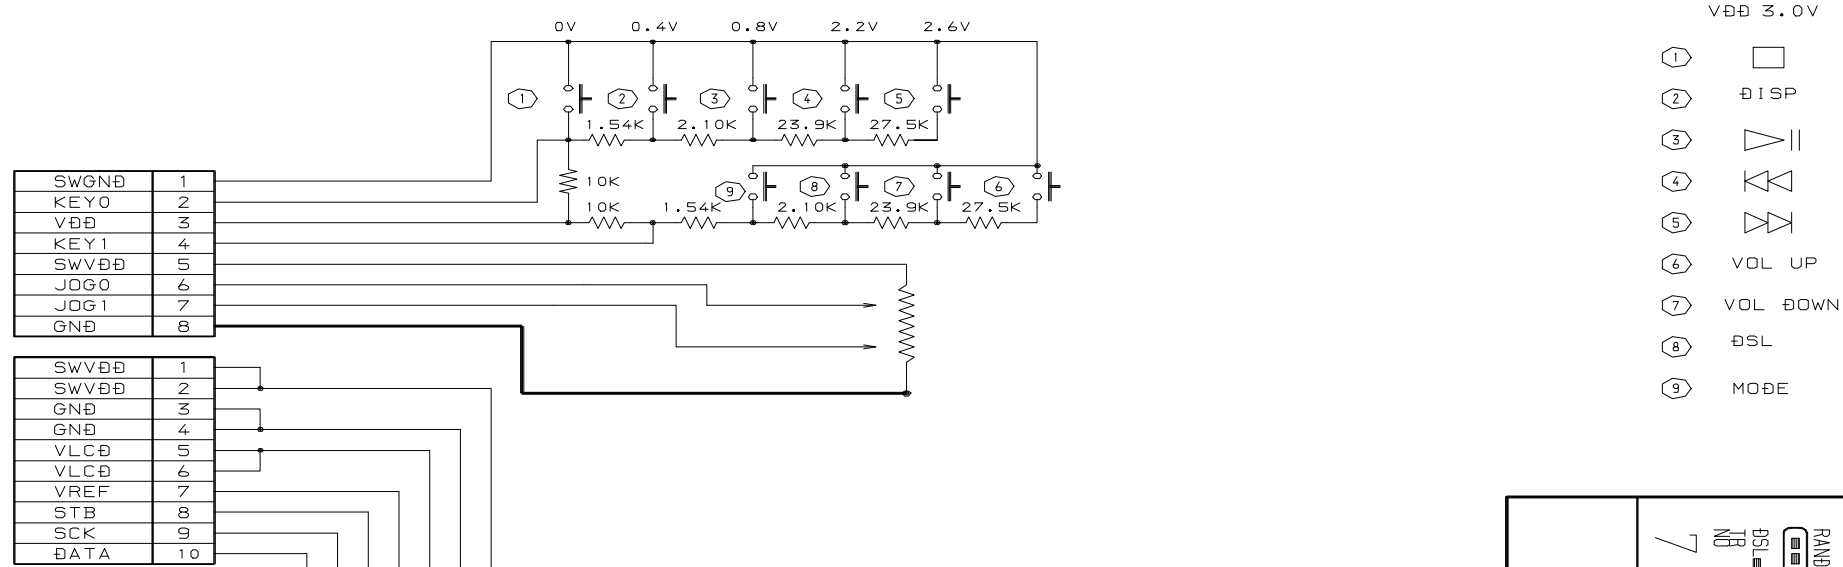 0V 0.4V 0.8V 2.2V 2.6V
VDD 3.0V
1 2 3 4 5
1.54K 2.10K 23.9K 27.5K
10K
9 8 7 6
10K 1.54K 2.10K 23.9K 27.5K
SWGND 1
KEY0 2
VDD 3
KEY1 4
SWVDD 5
JOG0 6
JOG1 7
GND 8
SWVDD 1
SWVDD 2
GND 3
GND 4
VLCD 5
VLCD 6
VREF 7
STB 8
SCK 9
DATA 10
1
2 DISP
3
4
5
6 VOL UP
7 VOL DOWN
8 DSL
9 MODE
7
NO
TR
DSL
RAND